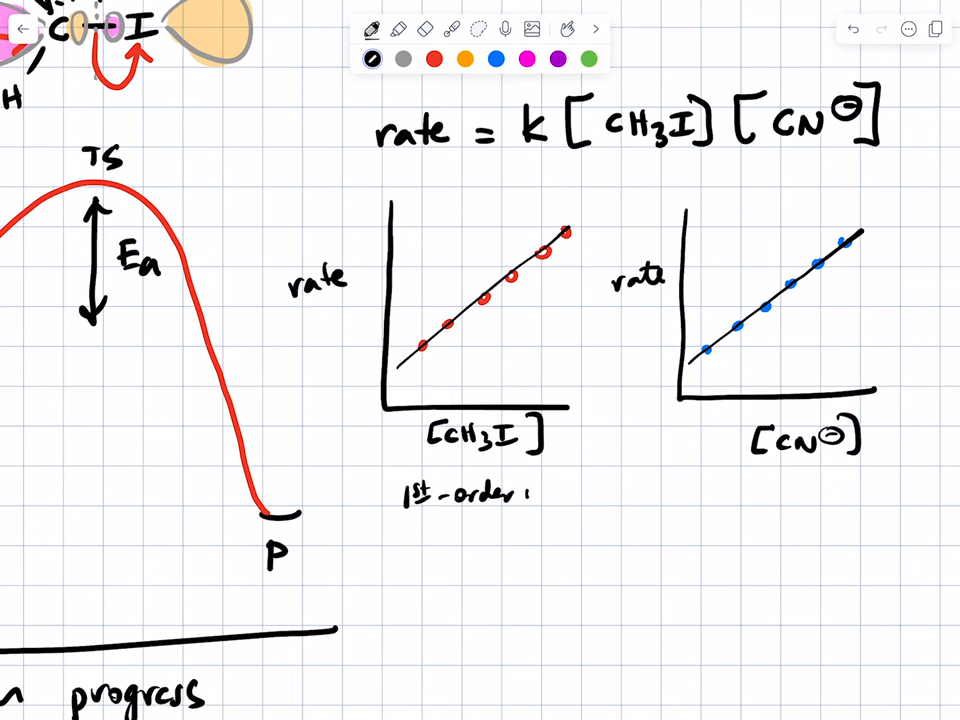 C—I
H
rate = k [CH₃I] [CN⊖]
TS
Ea
rate
[CH₃I]
rate
[CN⊖]
1st-order
P
progress